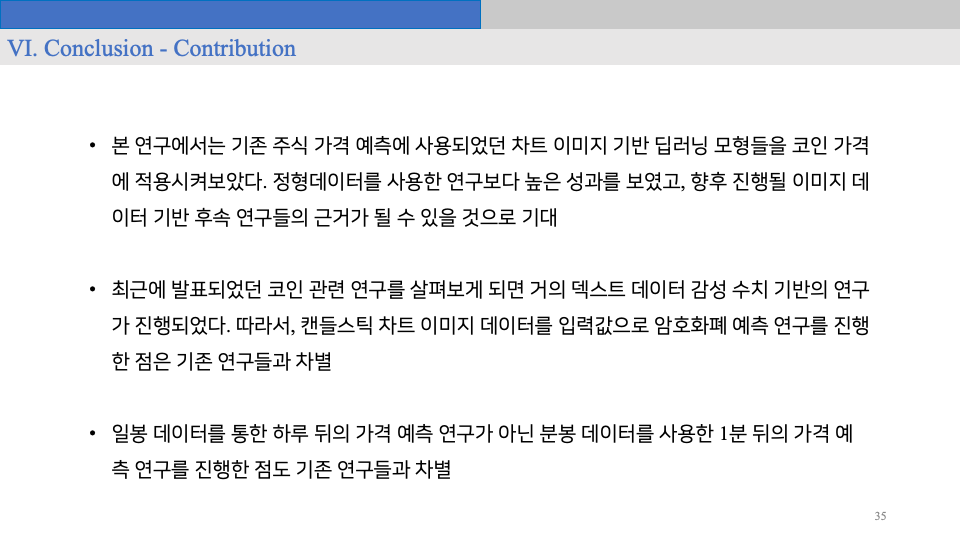 VI. Conclusion - Contribution
• 본 연구에서는 기존 주식 가격 예측에 사용되었던 차트 이미지 기반 딥러닝 모형들을 코인 가격
에 적용시켜보았다. 정형데이터를 사용한 연구보다 높은 성과를 보였고, 향후 진행될 이미지 데
이터 기반 후속 연구들의 근거가 될 수 있을 것으로 기대
• 최근에 발표되었던 코인 관련 연구를 살펴보게 되면 거의 덱스트 데이터 감성 수치 기반의 연구
가 진행되었다. 따라서, 캔들스틱 차트 이미지 데이터를 입력값으로 암호화폐 예측 연구를 진행
한 점은 기존 연구들과 차별
• 일봉 데이터를 통한 하루 뒤의 가격 예측 연구가 아닌 분봉 데이터를 사용한 1분 뒤의 가격 예
측 연구를 진행한 점도 기존 연구들과 차별
35